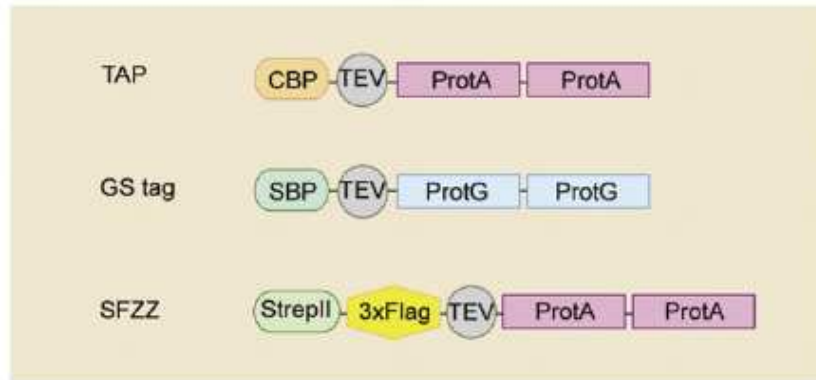 TAP CBP TEV ProtA ProtA
GS tag SBP TEV ProtG ProtG
SFZZ StrepII 3xFlag TEV ProtA ProtA